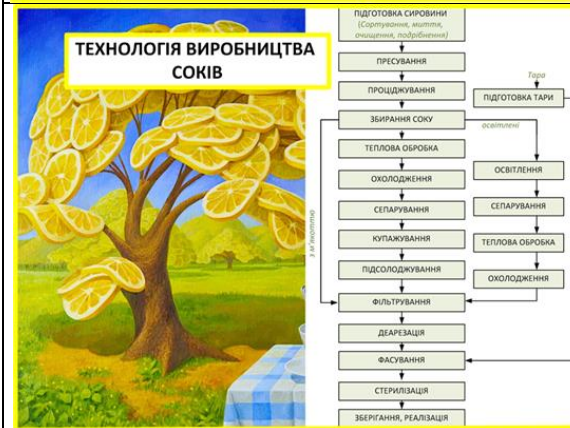 ТЕХНОЛОГІЯ ВИРОБНИЦТВА
СОКІВ
ПІДГОТОВКА СИРОВИНИ
(Сортування, миття,
очищення, подрібнення)
ПРЕСУВАННЯ
ПРОЦІДЖУВАННЯ
Тара
ПІДГОТОВКА ТАРИ
ЗБИРАННЯ СОКУ
освітлені
ТЕПЛОВА ОБРОБКА
ОСВІТЛЕННЯ
ОХОЛОДЖЕННЯ
СЕПАРУВАННЯ
СЕПАРУВАННЯ
КУПАЖУВАННЯ
ТЕПЛОВА ОБРОБКА
з м'якоттю
ПІДСОЛОДЖУВАННЯ
ОХОЛОДЖЕННЯ
ФІЛЬТРУВАННЯ
ДЕАРЕЗАЦІЯ
ФАСУВАННЯ
СТЕРИЛІЗАЦІЯ
ЗБЕРІГАННЯ, РЕАЛІЗАЦІЯ